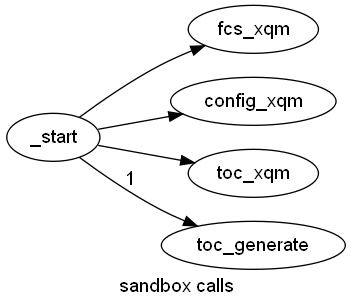 fcs_xqm
config_xqm
_start
toc_xqm
1
toc_generate
sandbox calls